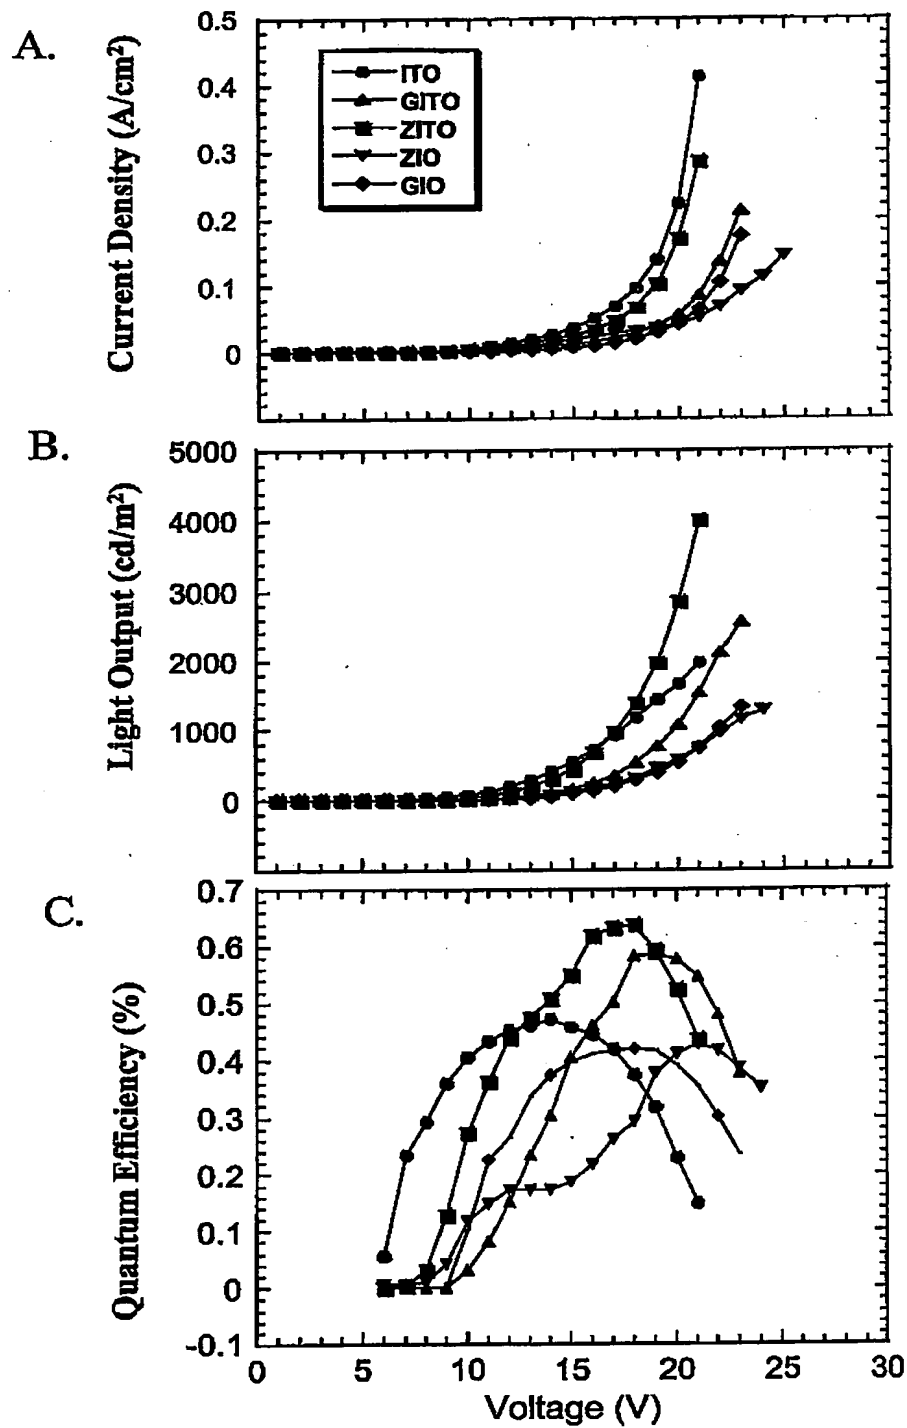 A.
Current Density (A/cm²)
0.5
0.4
0.3
0.2
0.1
0
ITO
GITO
ZITO
ZIO
GIO
B.
Light Output (cd/m²)
5000
4000
3000
2000
1000
0
C.
Quantum Efficiency (%)
0.7
0.6
0.5
0.4
0.3
0.2
0.1
0
-0.1
0 5 10 15 20 25 30
Voltage (V)